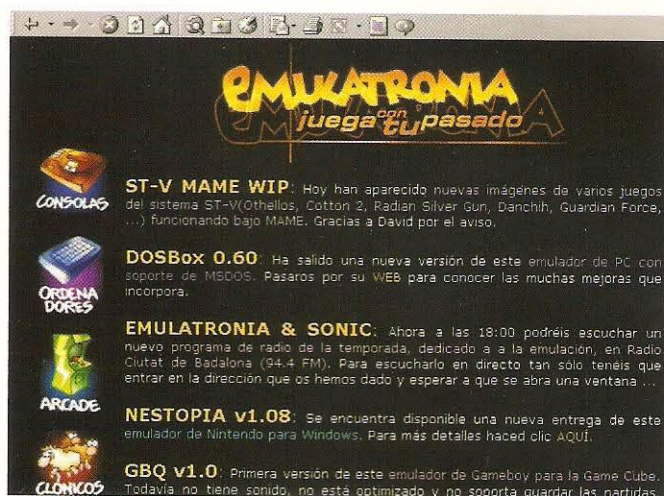 EMULATRONIA
juega con tu pasado
CONSOLAS
ST-V MAME WIP: Hoy han aparecido nuevas imágenes de varios juegos
del sistema ST-V(Othellos, Cotton 2, Radian Silver Gun, Danchih, Guardian Force,
...) funcionando bajo MAME. Gracias a David por el aviso.
ORDENA
DORES
DOSBox 0.60: Ha salido una nueva versión de este emulador de PC con
soporte de MSDOS. Pasaros por su WEB para conocer las muchas mejoras que
incorpora.
ARCADE
EMULATRONIA & SONIC: Ahora a las 18:00 podréis escuchar un
nuevo programa de radio de la temporada, dedicado a a la emulación, en Radio
Ciutat de Badalona (94.4 FM). Para escucharlo en directo tan sólo tenéis que
entrar en la dirección que os hemos dado y esperar a que se abra una ventana ...
NESTOPIA v1.08: Se encuentra disponible una nueva entrega de este
emulador de Nintendo para Windows. Para más detalles haced clic AQUÍ.
CLÓNICOS
GBQ v1.0: Primera versión de este emulador de Gameboy para la Game Cube.
Todavía no tiene sonido, no está optimizado y no soporta guardar las partidas.